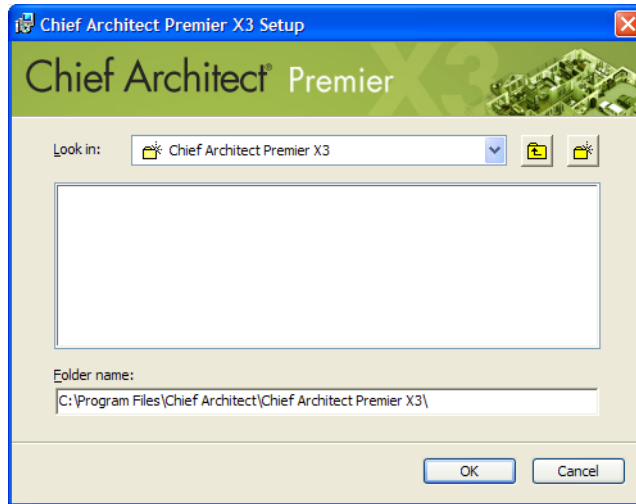 Chief Architect Premier X3 Setup
Chief Architect® Premier X3
Look in:
Chief Architect Premier X3
Folder name:
C:\Program Files\Chief Architect\Chief Architect Premier X3\
OK
Cancel